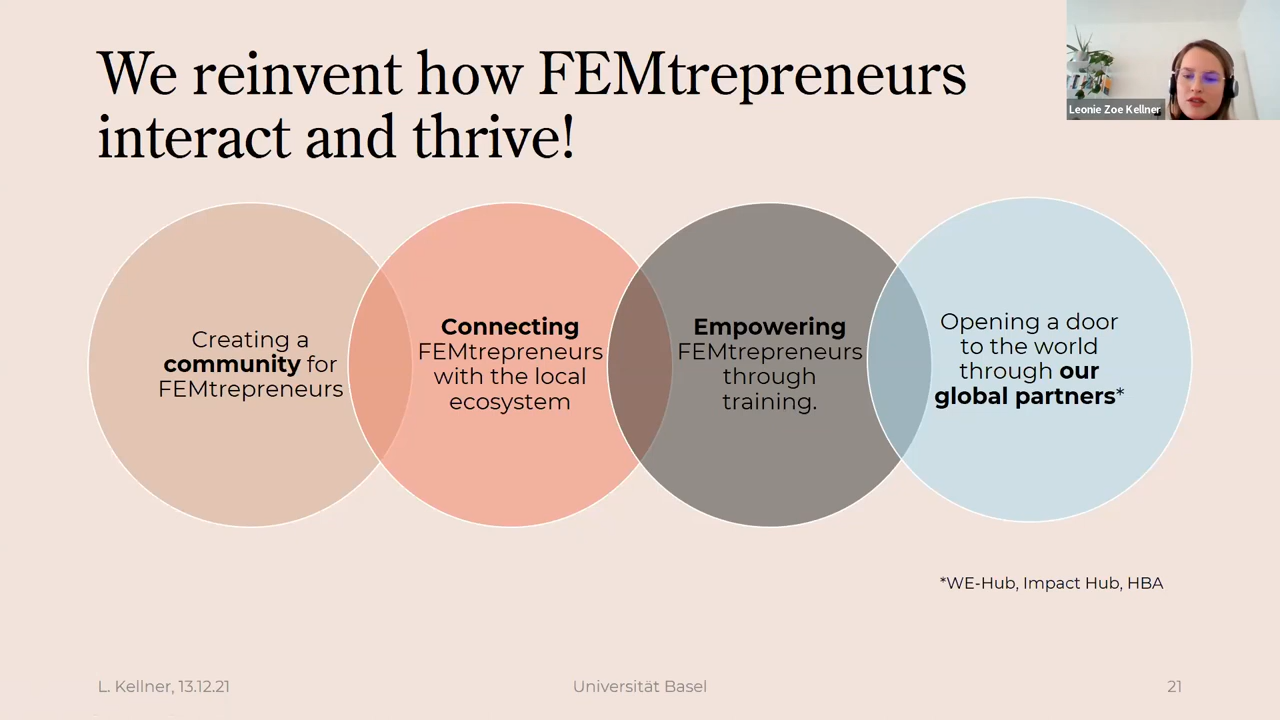 We reinvent how FEMtrepreneurs
interact and thrive!
Leonie Zoe Kellner
Creating a
community for
FEMtrepreneurs
Connecting
FEMtrepreneurs
with the local
ecosystem
Empowering
FEMtrepreneurs
through
training.
Opening a door
to the world
through our
global partners*
*WE-Hub, Impact Hub, HBA
L. Kellner, 13.12.21
Universität Basel
21